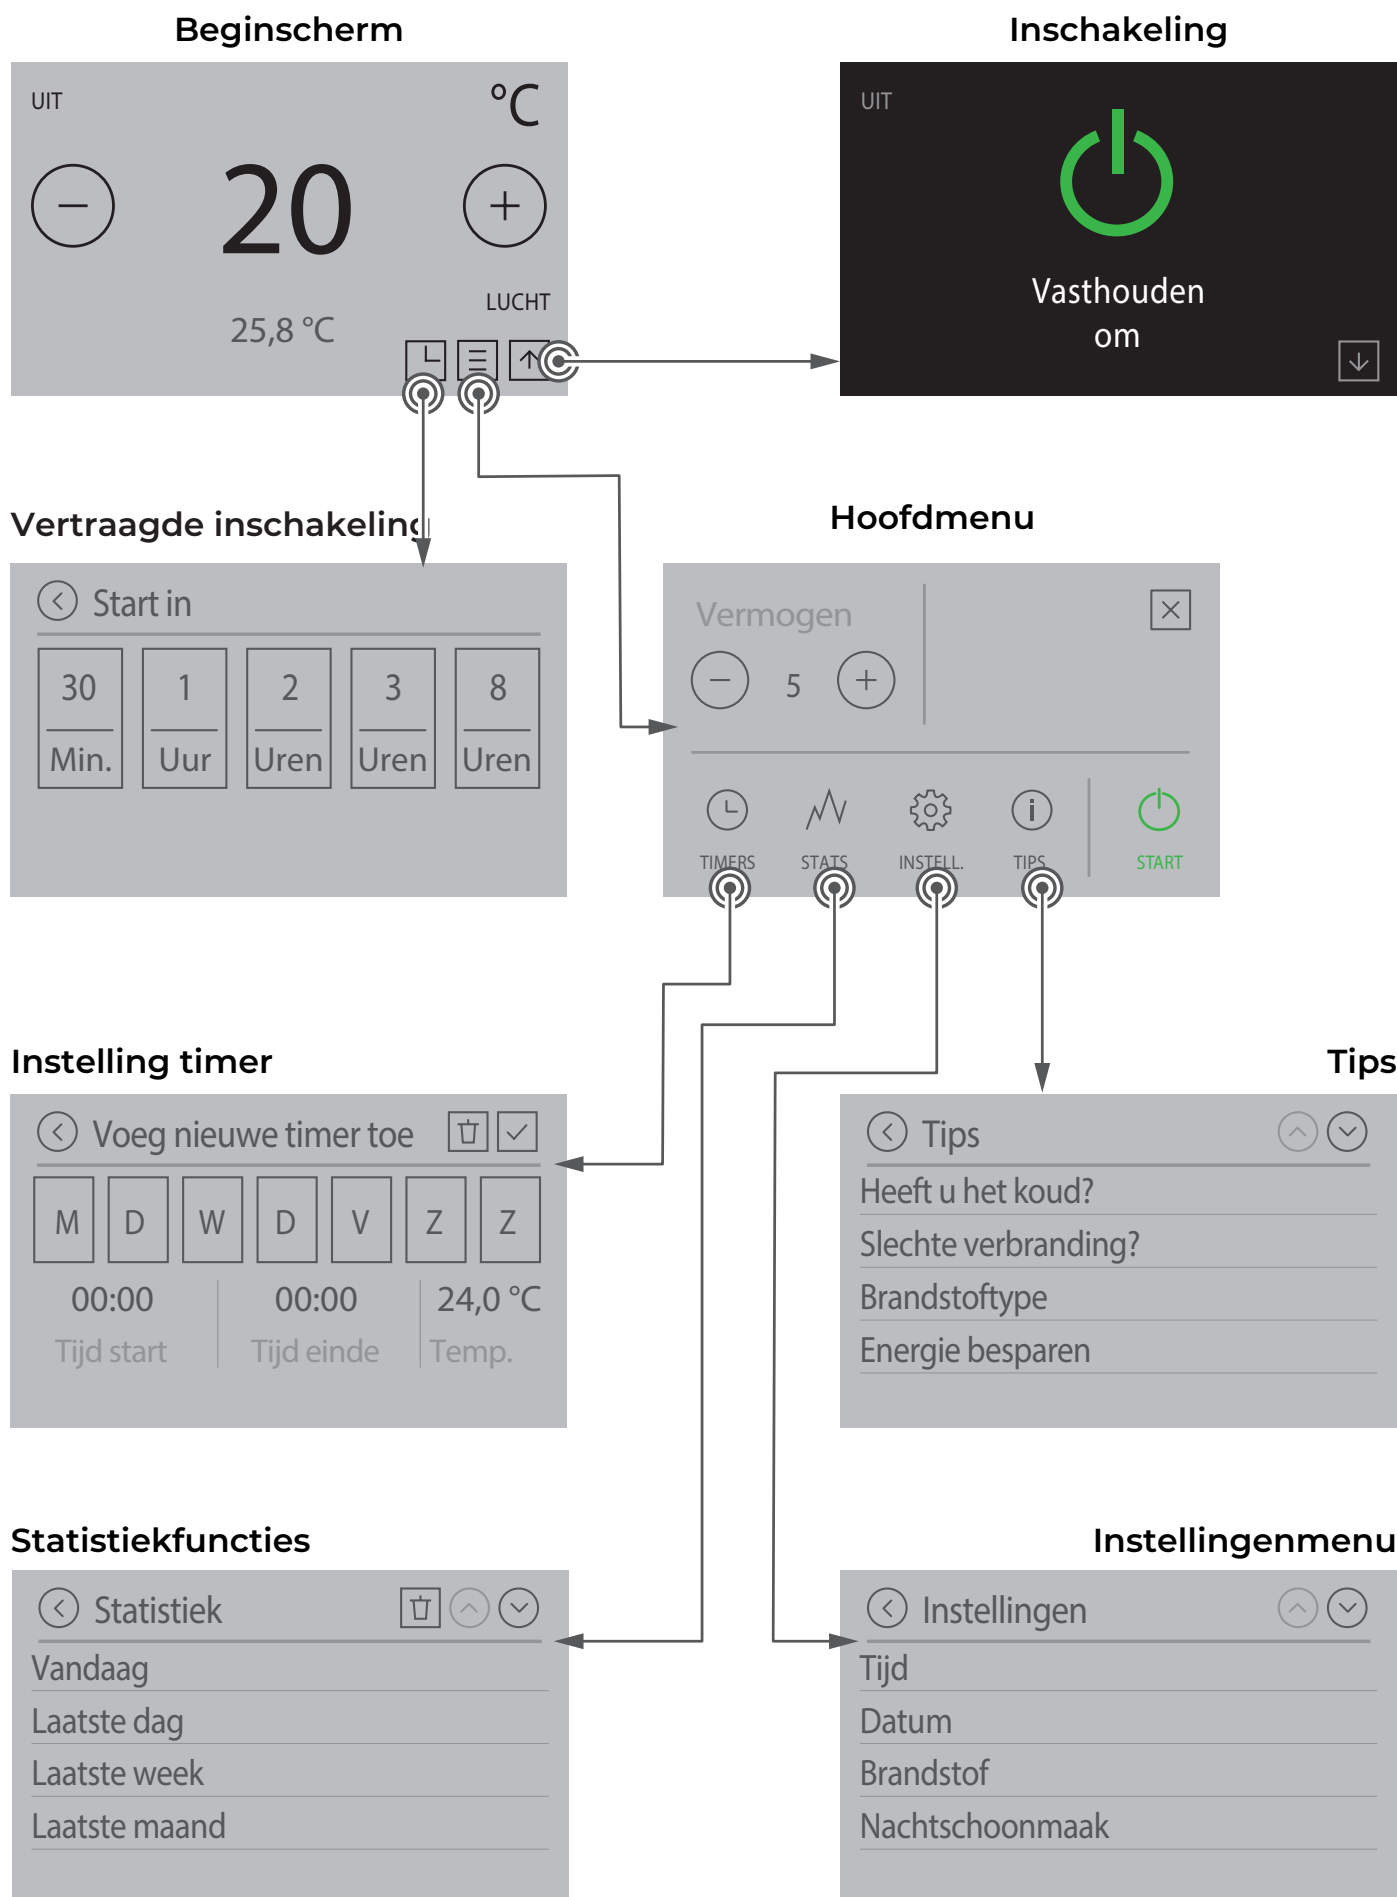 Beginscherm
Inschakeling
UIT
°C
20
25,8 °C
LUCHT
UIT
Vasthouden
om
Vertraagde inschakeling
Hoofdmenu
Start in
30 1 2 3 8
Min. Uur Uren Uren Uren
Vermogen
5
TIMERS STATS INSTELL. TIPS START
Instelling timer
Tips
Voeg nieuwe timer toe
M D W D V Z Z
00:00 00:00 24,0 °C
Tijd start Tijd einde Temp.
Tips
Heeft u het koud?
Slechte verbranding?
Brandstoftype
Energie besparen
Statistiekfuncties
Instellingenmenu
Statistiek
Vandaag
Laatste dag
Laatste week
Laatste maand
Instellingen
Tijd
Datum
Brandstof
Nachtschoonmaak